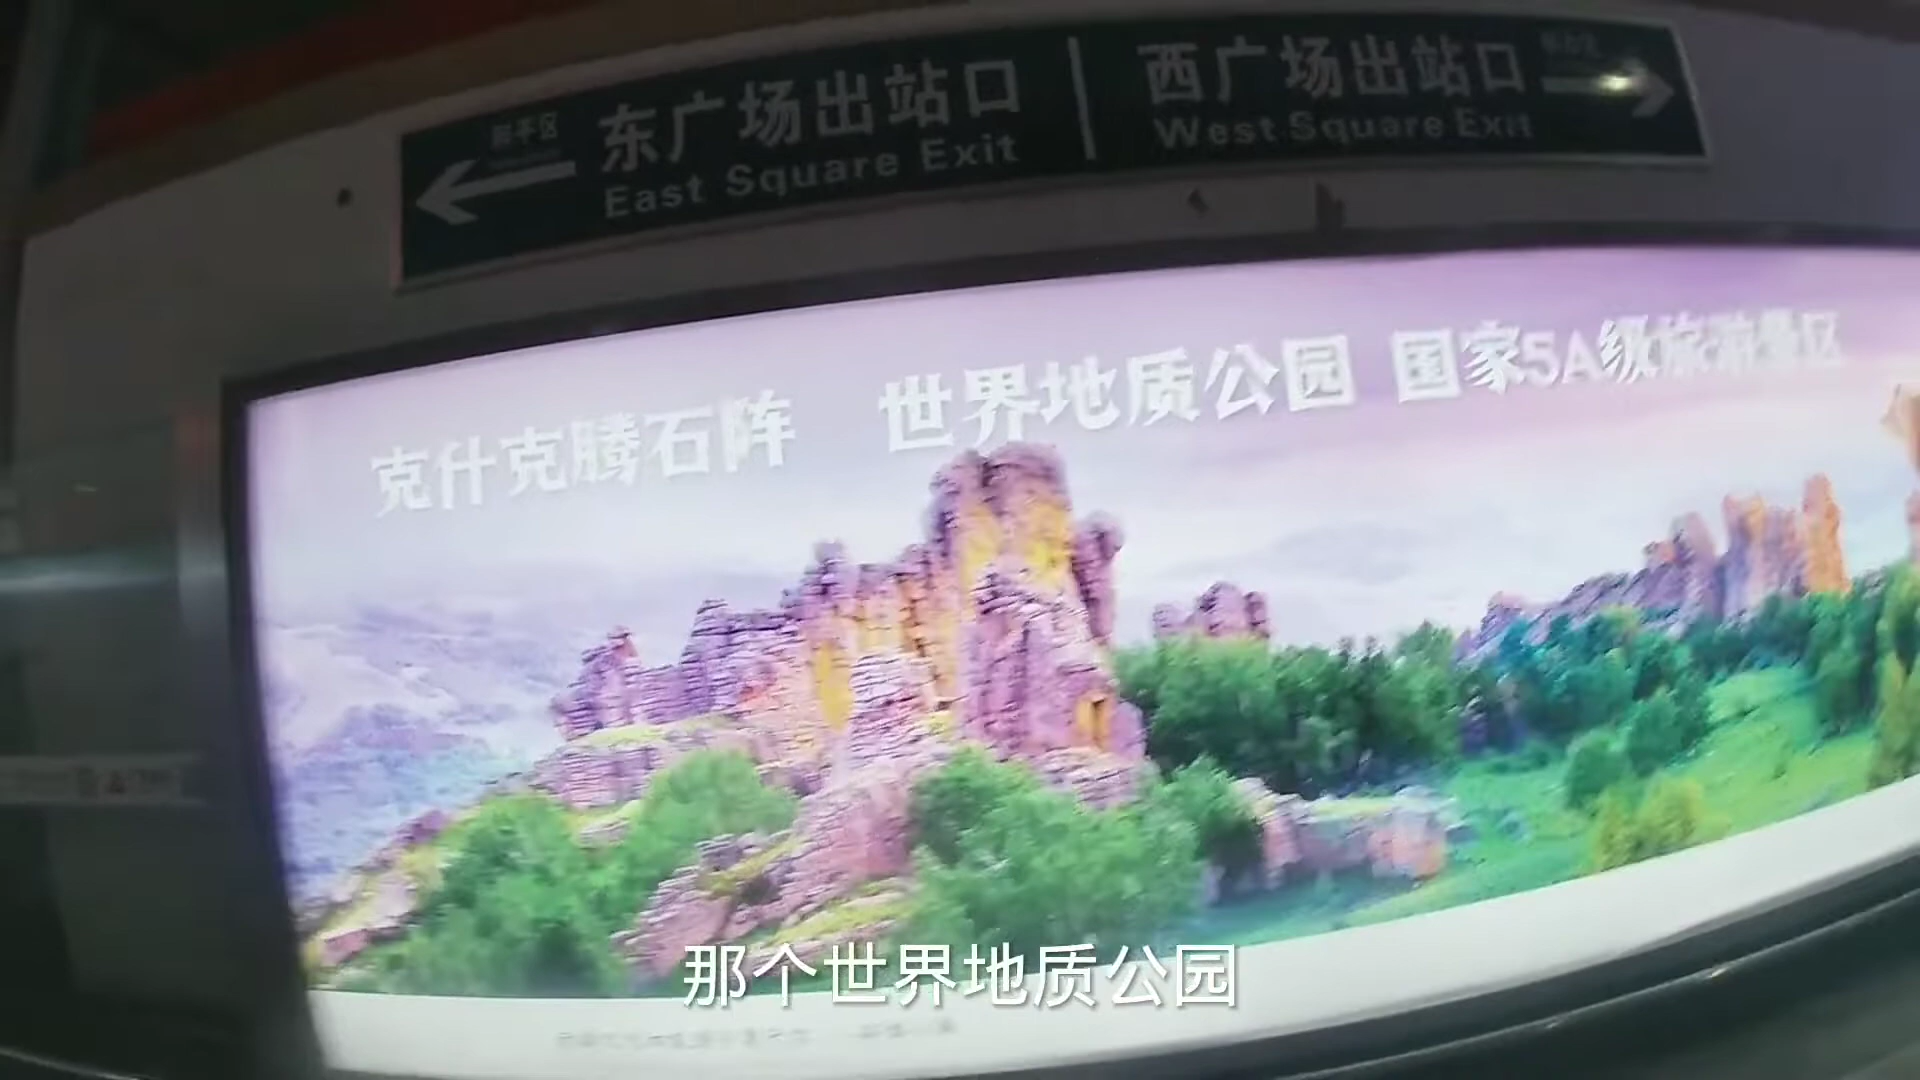 东广场出站口
East Square Exit
西广场出站口
West Square Exit
克什克腾石阵 世界地质公园 国家5A级旅游景区
那个世界地质公园